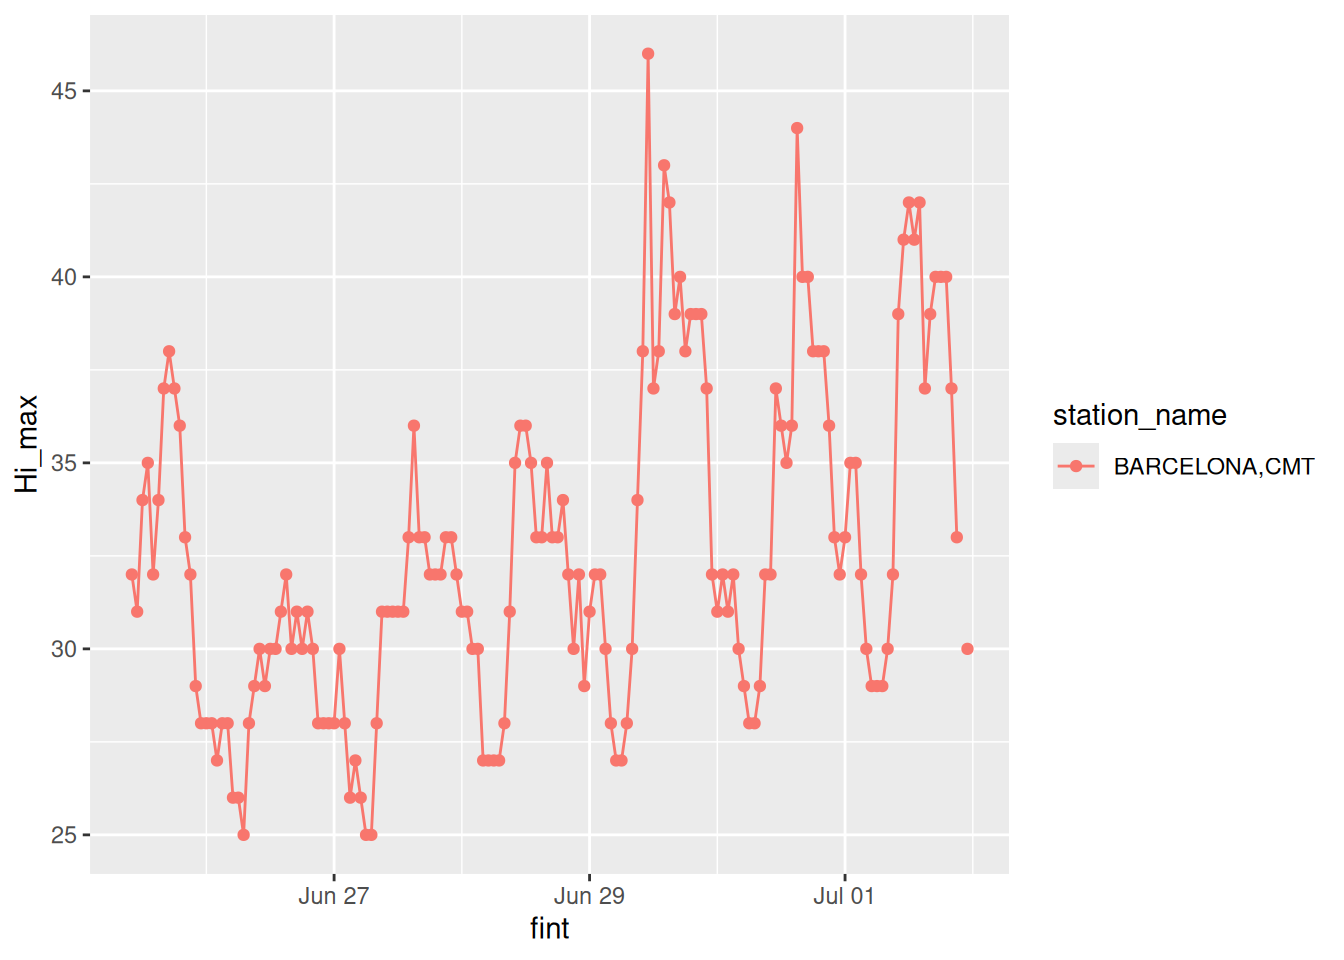 45
40
35
30
25
Hi_max
Jun 27
Jun 29
Jul 01
fint
station_name
BARCELONA,CMT